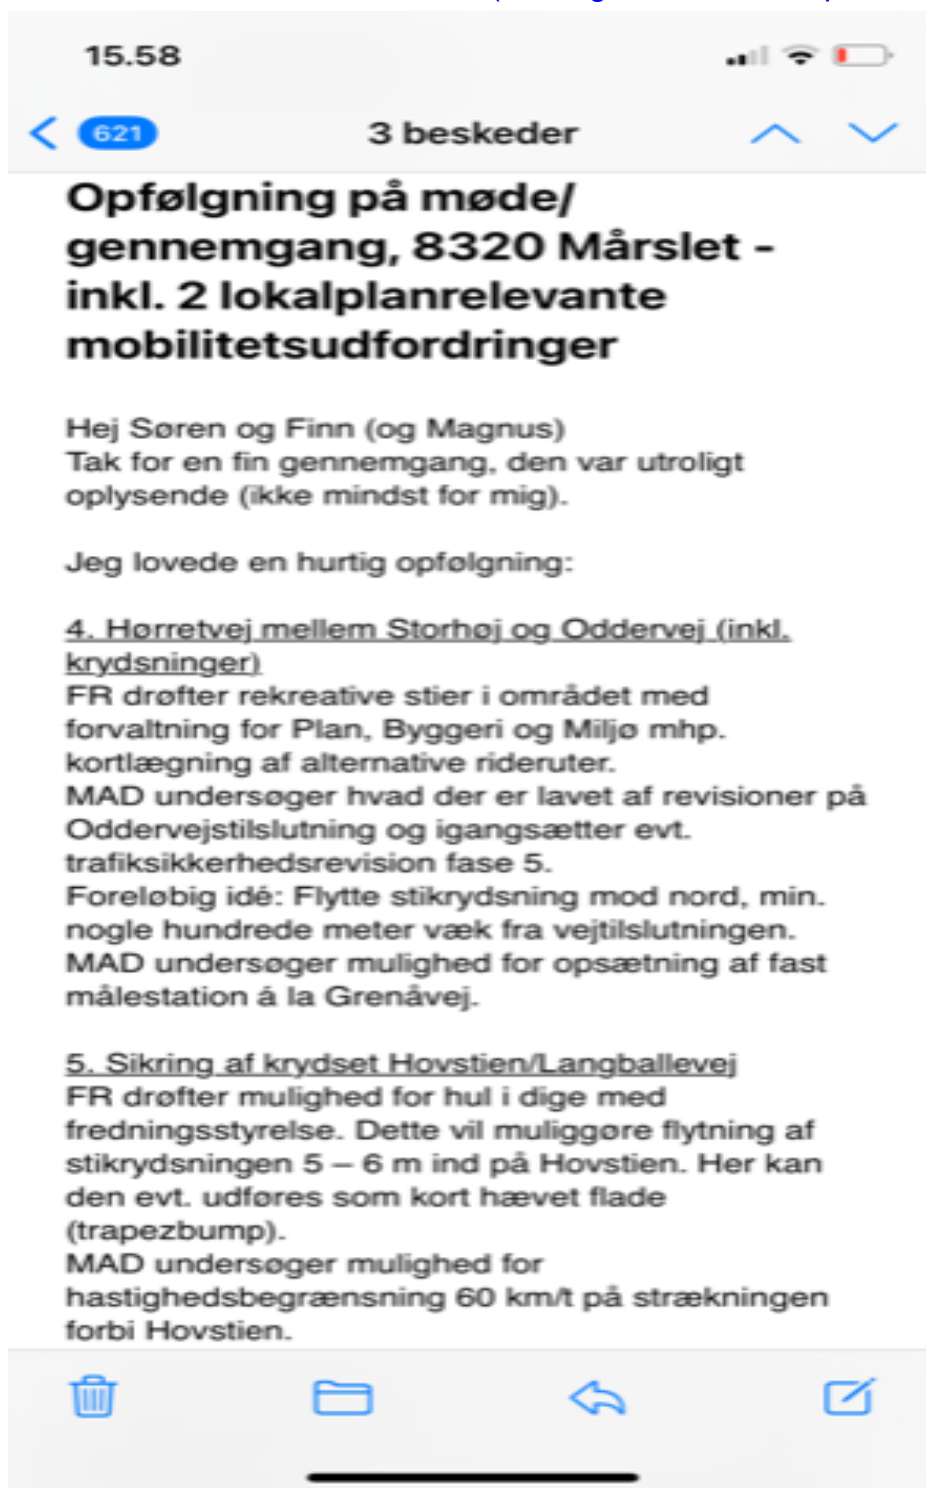 15.58
621
3 beskeder
Opfølgning på møde/
gennemgang, 8320 Mårslet -
inkl. 2 lokalplanrelevante
mobilitetsudfordringer
Hej Søren og Finn (og Magnus)
Tak for en fin gennemgang, den var utroligt
oplysende (ikke mindst for mig).
Jeg lovede en hurtig opfølgning:
4. Hørretvej mellem Storhøj og Oddervej (inkl.
krydsninger)
FR drøfter rekreative stier i området med
forvaltning for Plan, Byggeri og Miljø mhp.
kortlægning af alternative rideruter.
MAD undersøger hvad der er lavet af revisioner på
Oddervejstilslutning og igangsætter evt.
trafiksikkerhedsrevision fase 5.
Foreløbig idé: Flytte stikrydsning mod nord, min.
nogle hundrede meter væk fra vejtilslutningen.
MAD undersøger mulighed for opsætning af fast
målestation á la Grenåvej.
5. Sikring af krydset Hovstien/Langballevej
FR drøfter mulighed for hul i dige med
fredningsstyrelse. Dette vil muliggøre flytning af
stikrydsningen 5 – 6 m ind på Hovstien. Her kan
den evt. udføres som kort hævet flade
(trapezbump).
MAD undersøger mulighed for
hastighedsbegrænsning 60 km/t på strækningen
forbi Hovstien.